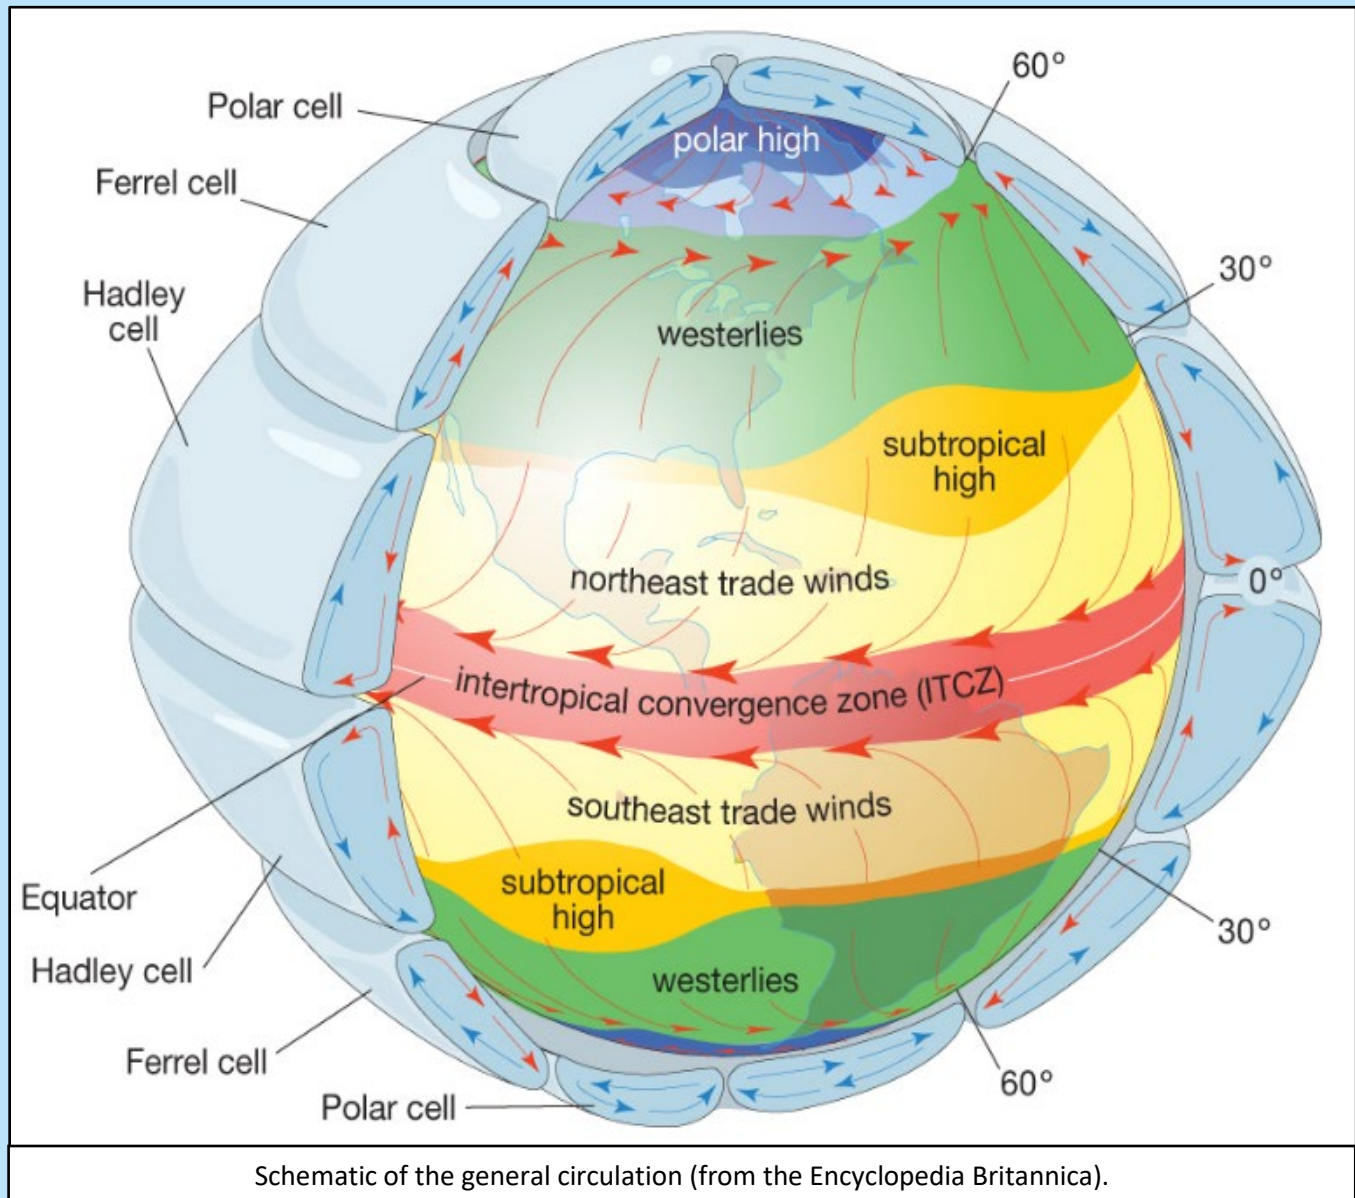 60°
Polar cell
polar high
Ferrel cell
30°
Hadley
cell
westerlies
subtropical
high
northeast trade winds
0°
intertropical convergence zone (ITCZ)
southeast trade winds
Equator
subtropical
high
30°
Hadley cell
westerlies
Ferrel cell
60°
Polar cell
Schematic of the general circulation (from the Encyclopedia Britannica).